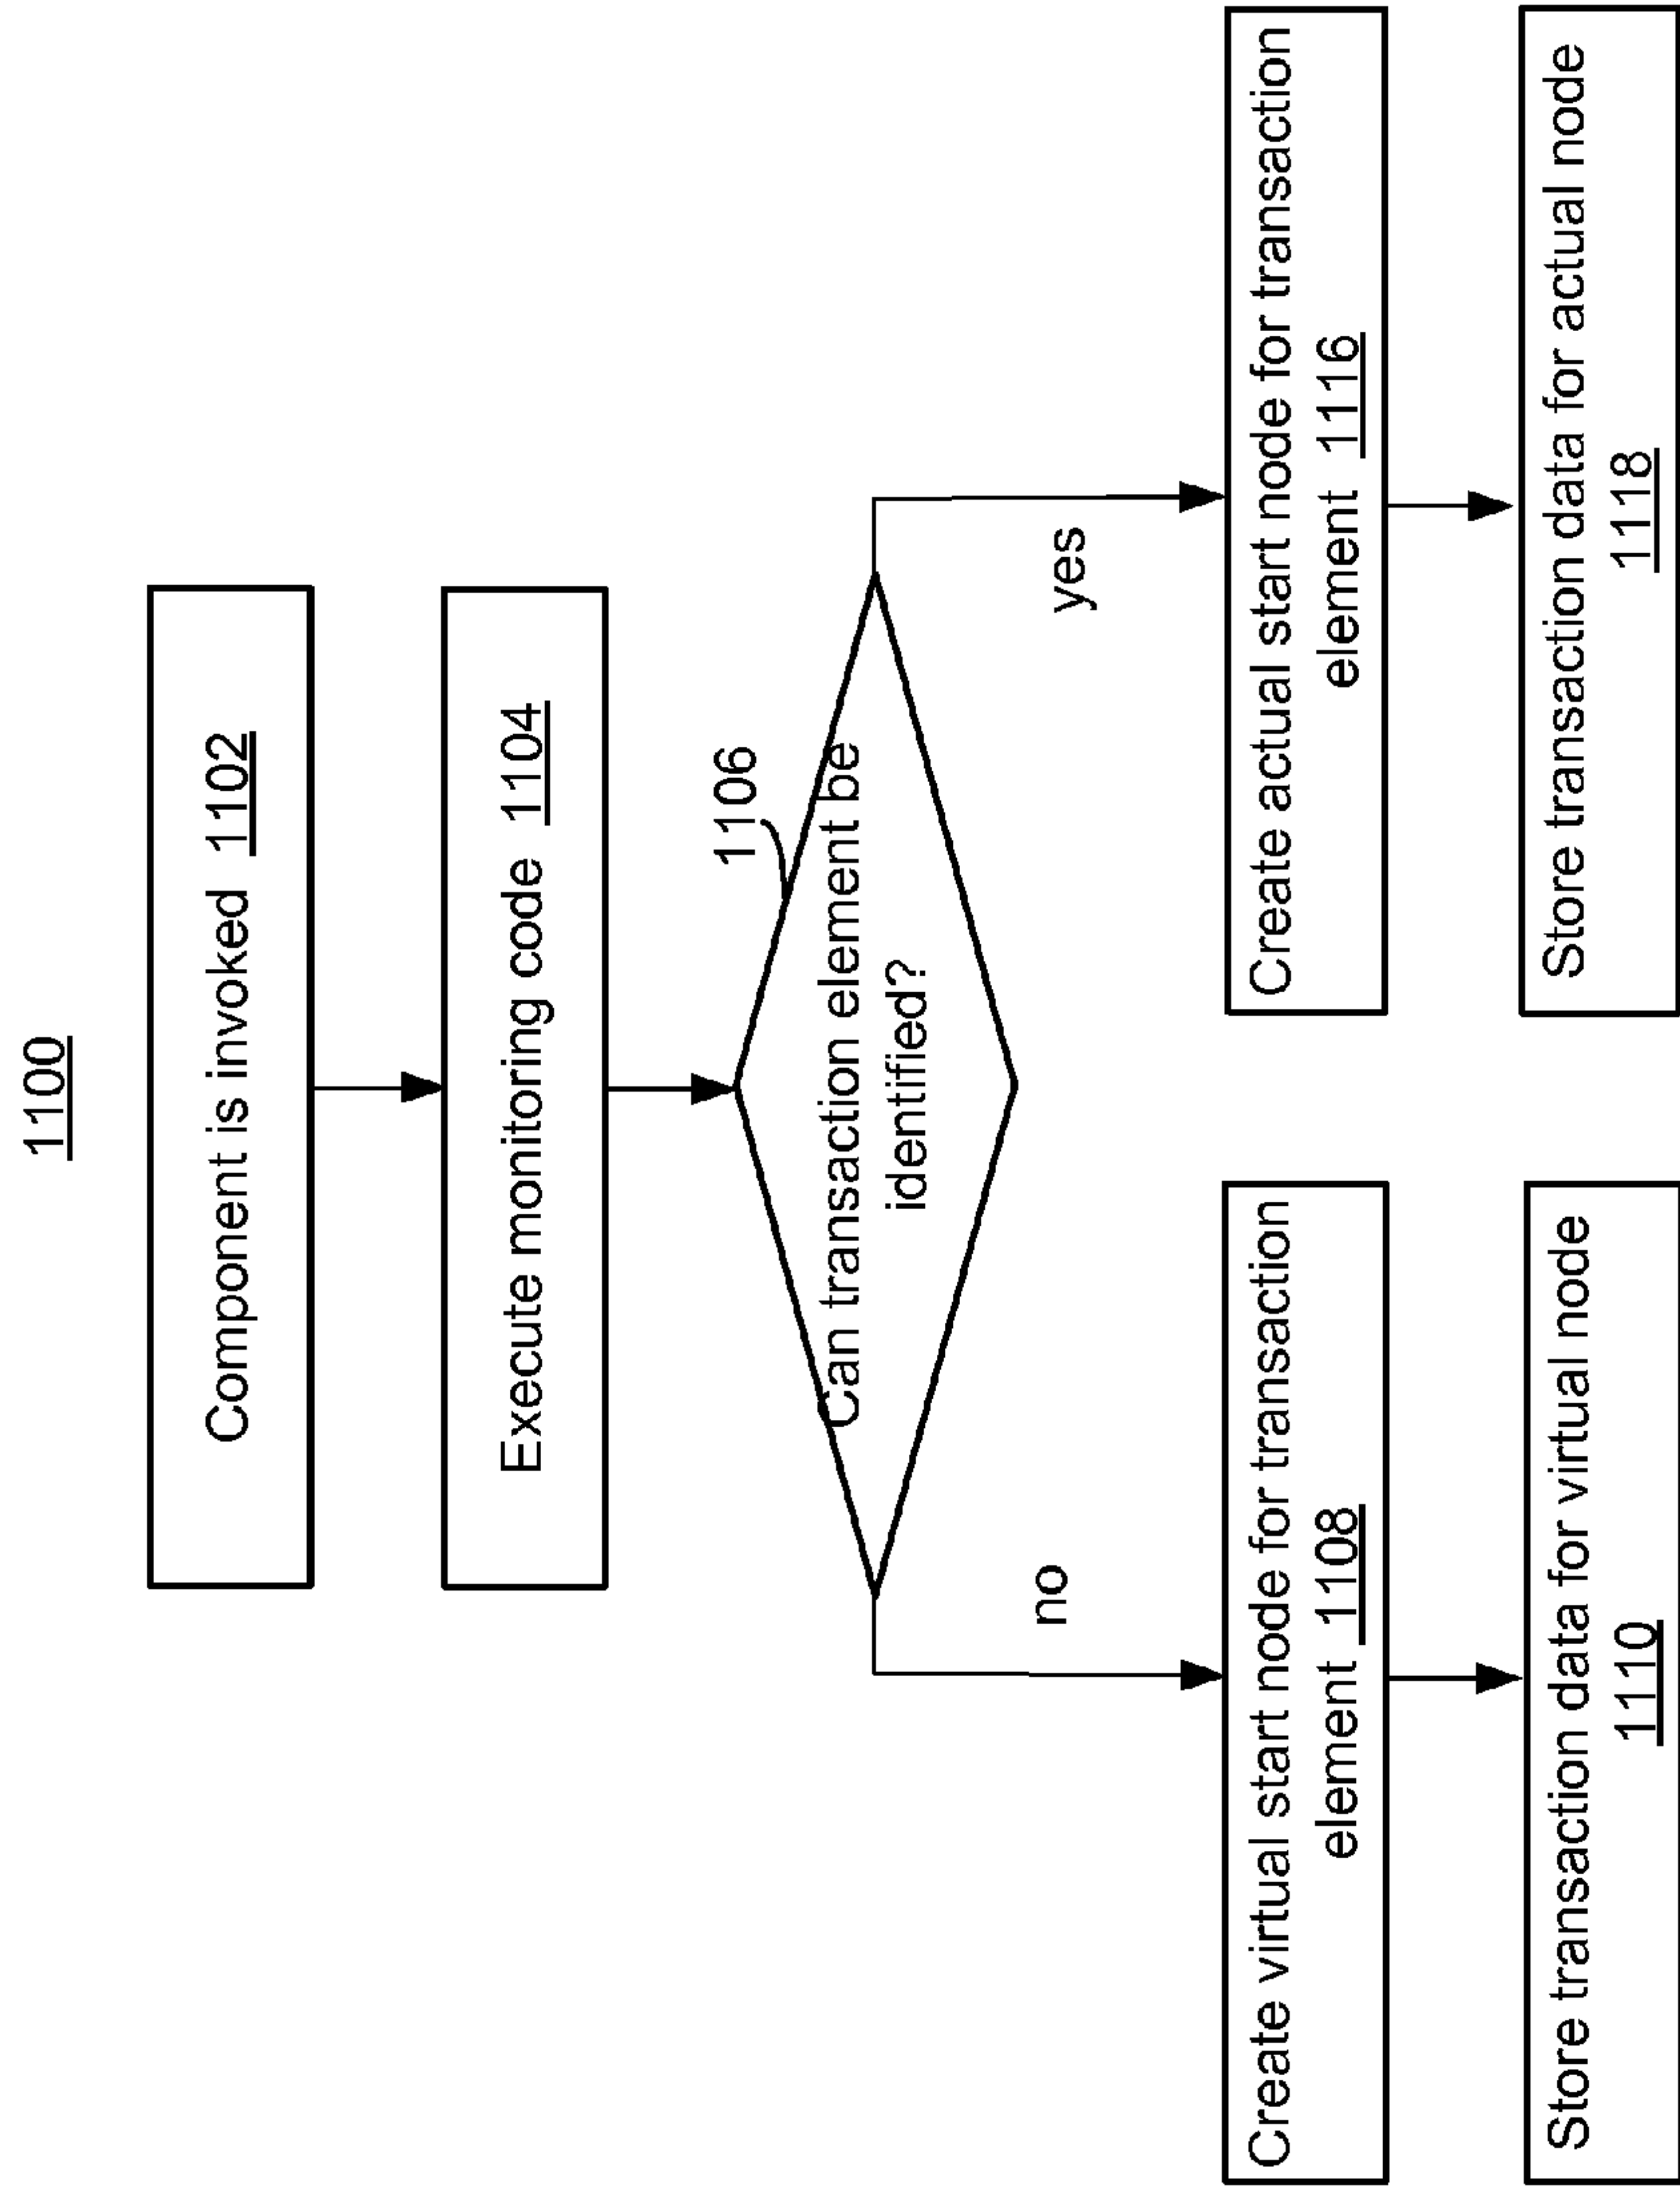 1100
Component is invoked 1102
Execute monitoring code 1104
1106
Can transaction element be
identified?
no
yes
Create virtual start node for transaction
element 1108
Create actual start node for transaction
element 1116
Store transaction data for virtual node
1110
Store transaction data for actual node
1118